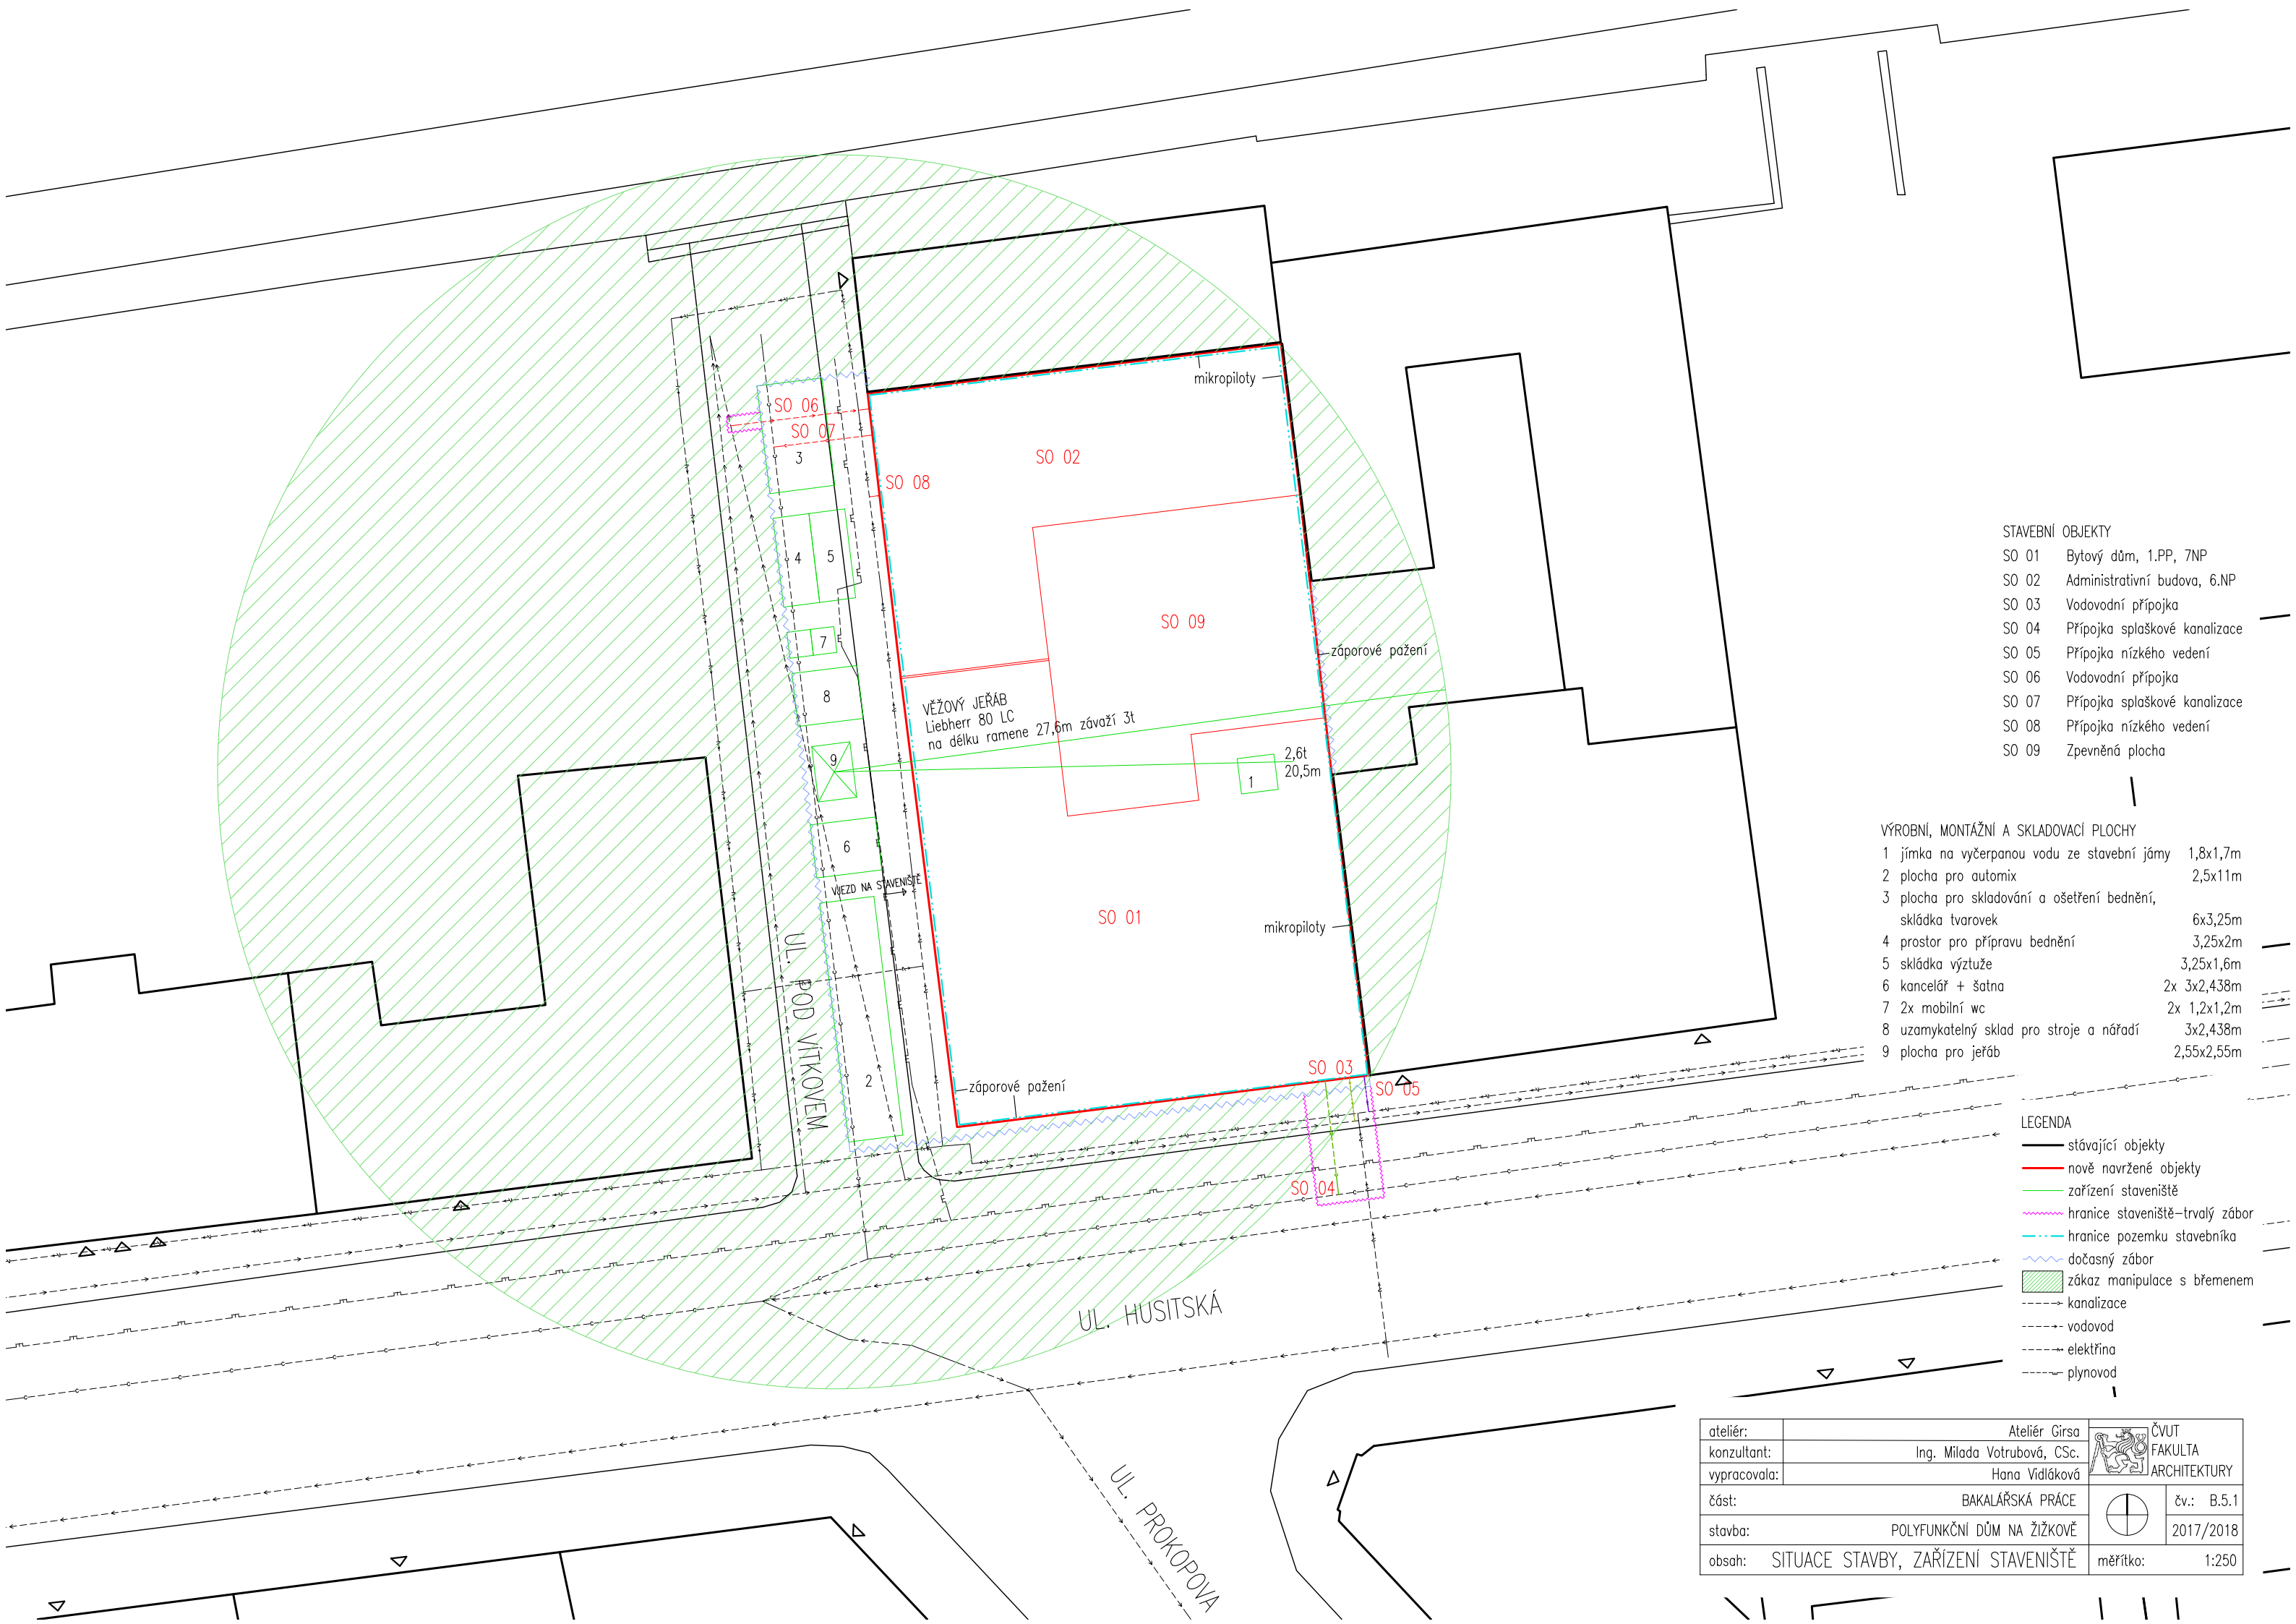 mikropiloty
SO 06
SO 07
3
SO 02
SO 08
4
5
7
SO 09
záporové pažení
8
VĚŽOVÝ JEŘÁB
Liebherr 80 LC
na délku ramene 27,6m závaží 3t
9
2,6t
20,5m
1
6
VJEZD NA STAVENIŠTĚ
SO 01
mikropiloty
UL. POD VÍTKOVEM
2
záporové pažení
SO 03
SO 05
SO 04
UL. HUSITSKÁ
UL. PROKOPOVA
STAVEBNÍ OBJEKTY
SO 01 Bytový dům, 1.PP, 7NP
SO 02 Administrativní budova, 6.NP
SO 03 Vodovodní přípojka
SO 04 Přípojka splaškové kanalizace
SO 05 Přípojka nízkého vedení
SO 06 Vodovodní přípojka
SO 07 Přípojka splaškové kanalizace
SO 08 Přípojka nízkého vedení
SO 09 Zpevněná plocha
VÝROBNÍ, MONTÁŽNÍ A SKLADOVACÍ PLOCHY
1 jímka na vyčerpanou vodu ze stavební jámy 1,8x1,7m
2 plocha pro automix 2,5x11m
3 plocha pro skladování a ošetření bednění,
skládka tvarovek 6x3,25m
4 prostor pro přípravu bednění 3,25x2m
5 skládka výztuže 3,25x1,6m
6 kancelář + šatna 2x 3x2,438m
7 2x mobilní wc 2x 1,2x1,2m
8 uzamykatelný sklad pro stroje a nářadí 3x2,438m
9 plocha pro jeřáb 2,55x2,55m
LEGENDA
stávající objekty
nově navržené objekty
zařízení staveniště
hranice staveniště-trvalý zábor
hranice pozemku stavebníka
dočasný zábor
zákaz manipulace s břemenem
kanalizace
vodovod
elektřina
plynovod
ateliér: Ateliér Girsa
konzultant: Ing. Milada Votrubová, CSc.
vypracovala: Hana Vidláková
ČVUT
FAKULTA
ARCHITEKTURY
část: BAKALÁŘSKÁ PRÁCE
čv.: B.5.1
stavba: POLYFUNKČNÍ DŮM NA ŽIŽKOVĚ
2017/2018
obsah: SITUACE STAVBY, ZAŘÍZENÍ STAVENIŠTĚ
měřítko: 1:250